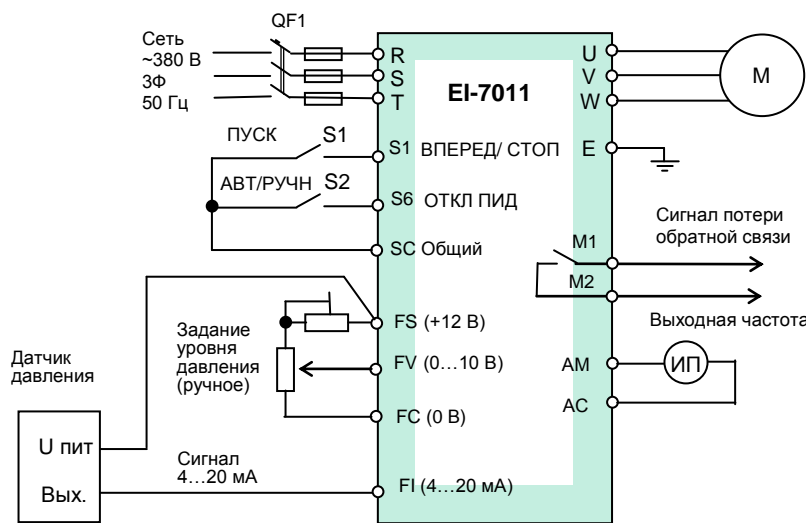 QF1
Сеть
~380 В
3Ф
50 Гц
R
S
T
EI-7011
U
V
W
М
ПУСК
S1
S1 ВПЕРЕД/ СТОП
E
АВТ/РУЧН
S2
S6 ОТКЛ ПИД
SC Общий
Сигнал потери
обратной связи
M1
M2
Выходная частота
Задание
уровня
давления
(ручное)
FS (+12 В)
FV (0...10 В)
FC (0 В)
AM
ИП
AC
Датчик
давления
U пит
Вых.
Сигнал
4...20 мА
FI (4...20 мА)